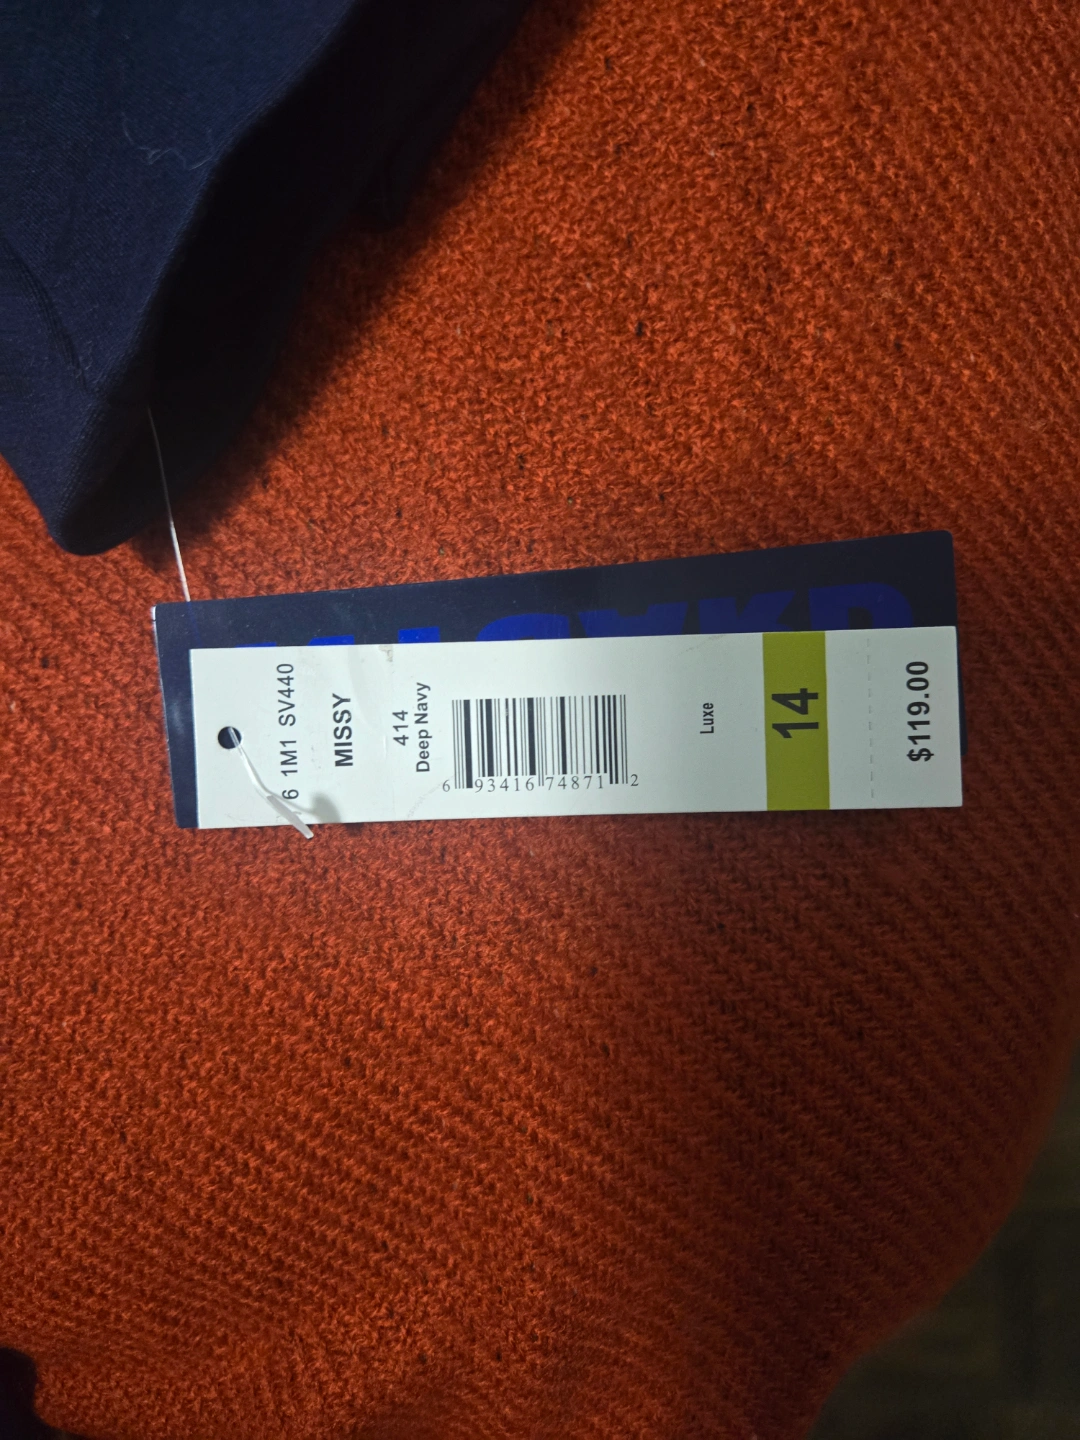 6 1M1 SV440
MISSY
414
Deep Navy
6 93416 74871 2
Luxe
14
$119.00